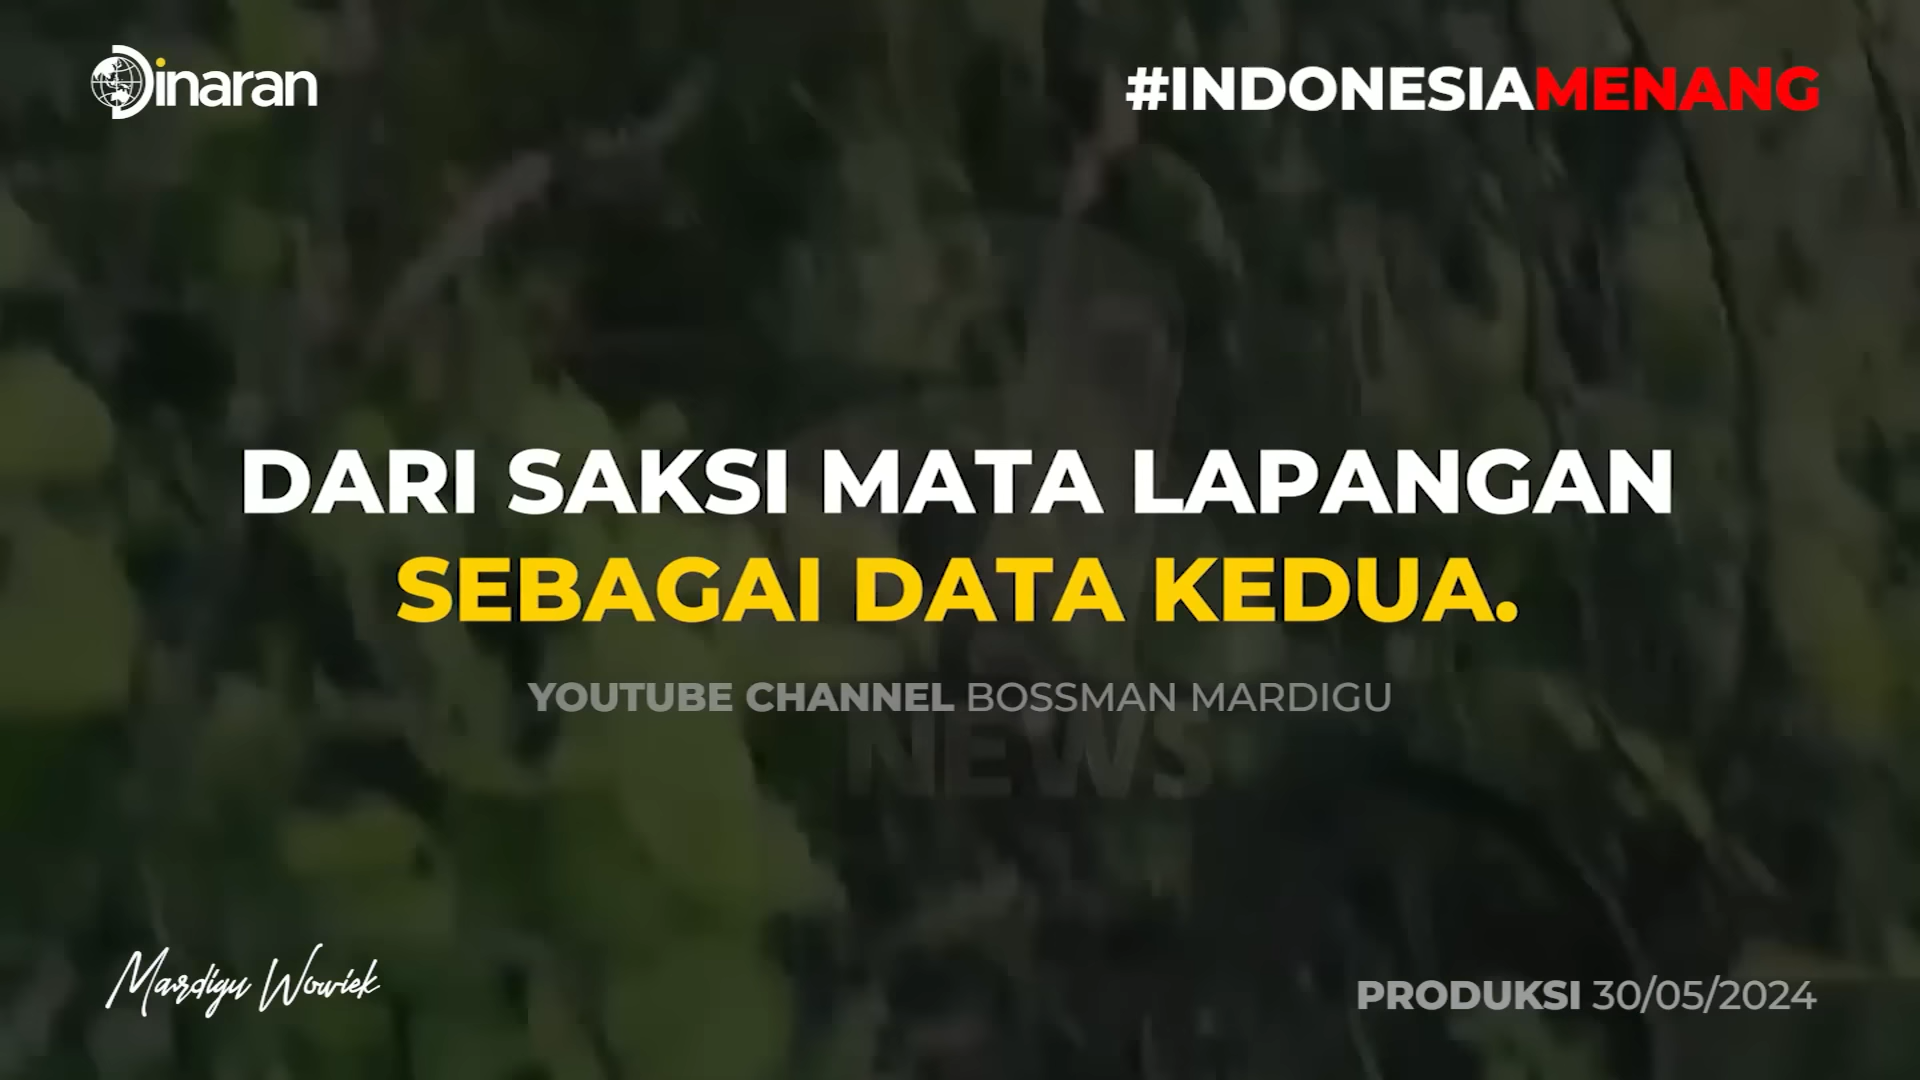 Dinaran
#INDONESIAMENANG
DARI SAKSI MATA LAPANGAN
SEBAGAI DATA KEDUA.
YOUTUBE CHANNEL BOSSMAN MARDIGU
NEWS
Mardigu Wowiek
PRODUKSI 30/05/2024